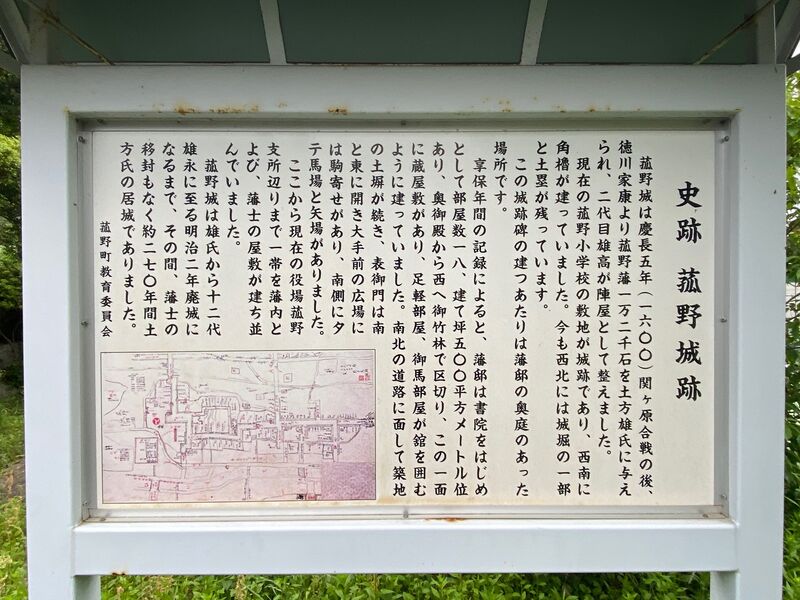 史跡 菰野城跡
菰野城は慶長五年(一六〇〇)関ヶ原合戦の後、
徳川家康より菰野藩一万二千石を土方雄氏に与え
られ、二代目雄高が陣屋として整えました。
現在の菰野小学校の敷地が城跡であり、西南に
角櫓が建っていました。今も西北には城堀の一部
と土塁が残っています。
この城跡碑の建つあたりは藩邸の奥庭のあった
場所です。
享保年間の記録によると、藩邸は書院をはじめ
として部屋数一八、建て坪五〇〇平方メートル位
あり、奥御殿から西へ御竹林で区切り、この一面
に蔵屋敷があり、足軽部屋、御馬部屋が舘を囲む
ように建っていました。南北の道路に面して築地
の土塀が続き、表御門は南
と東に開き大手前の広場に
は駒寄せがあり、南側に夕
テ馬場と矢場がありました。
ここから現在の役場菰野
支所辺りまで一帯を藩内と
よび、藩士の屋敷が建ち並
んでいました。
菰野城は雄氏から十二代
雄永に至る明治二年廃城に
なるまで、その間、藩士の
移封もなく約二七〇年間土
方氏の居城でありました。
菰野町教育委員会